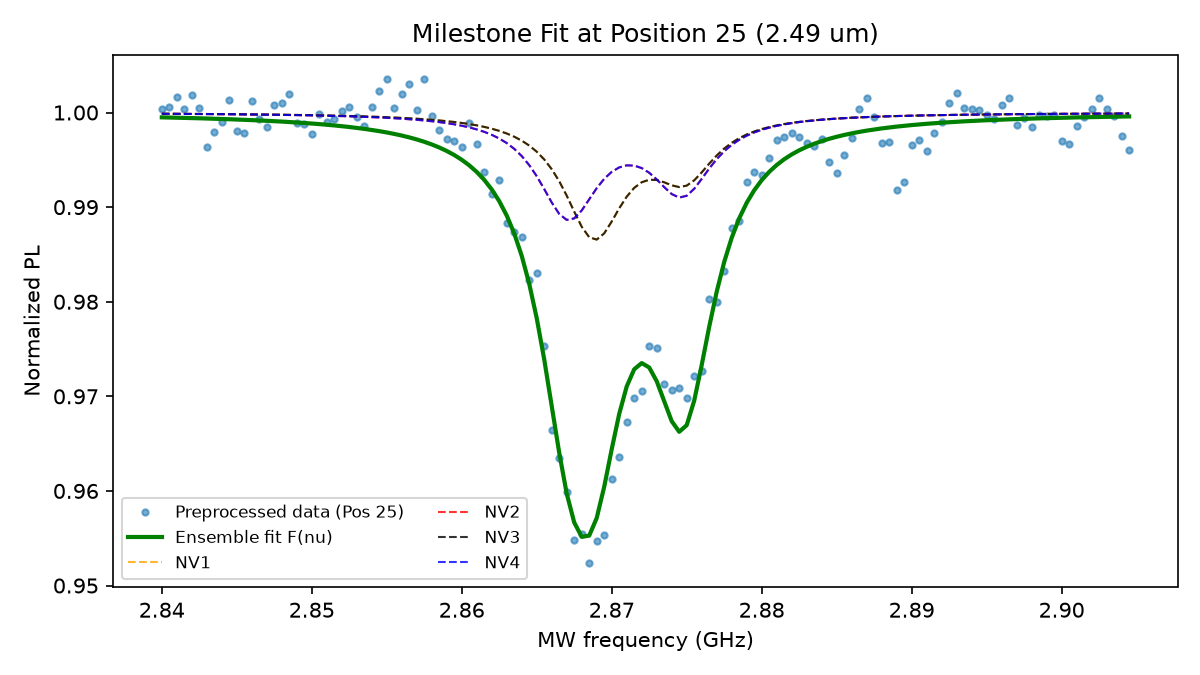 Milestone Fit at Position 25 (2.49 um)
Normalized PL
1.00
0.99
0.98
0.97
0.96
0.95
Preprocessed data (Pos 25)
Ensemble fit F(nu)
NV1
NV2
NV3
NV4
2.84 2.85 2.86 2.87 2.88 2.89 2.90
MW frequency (GHz)